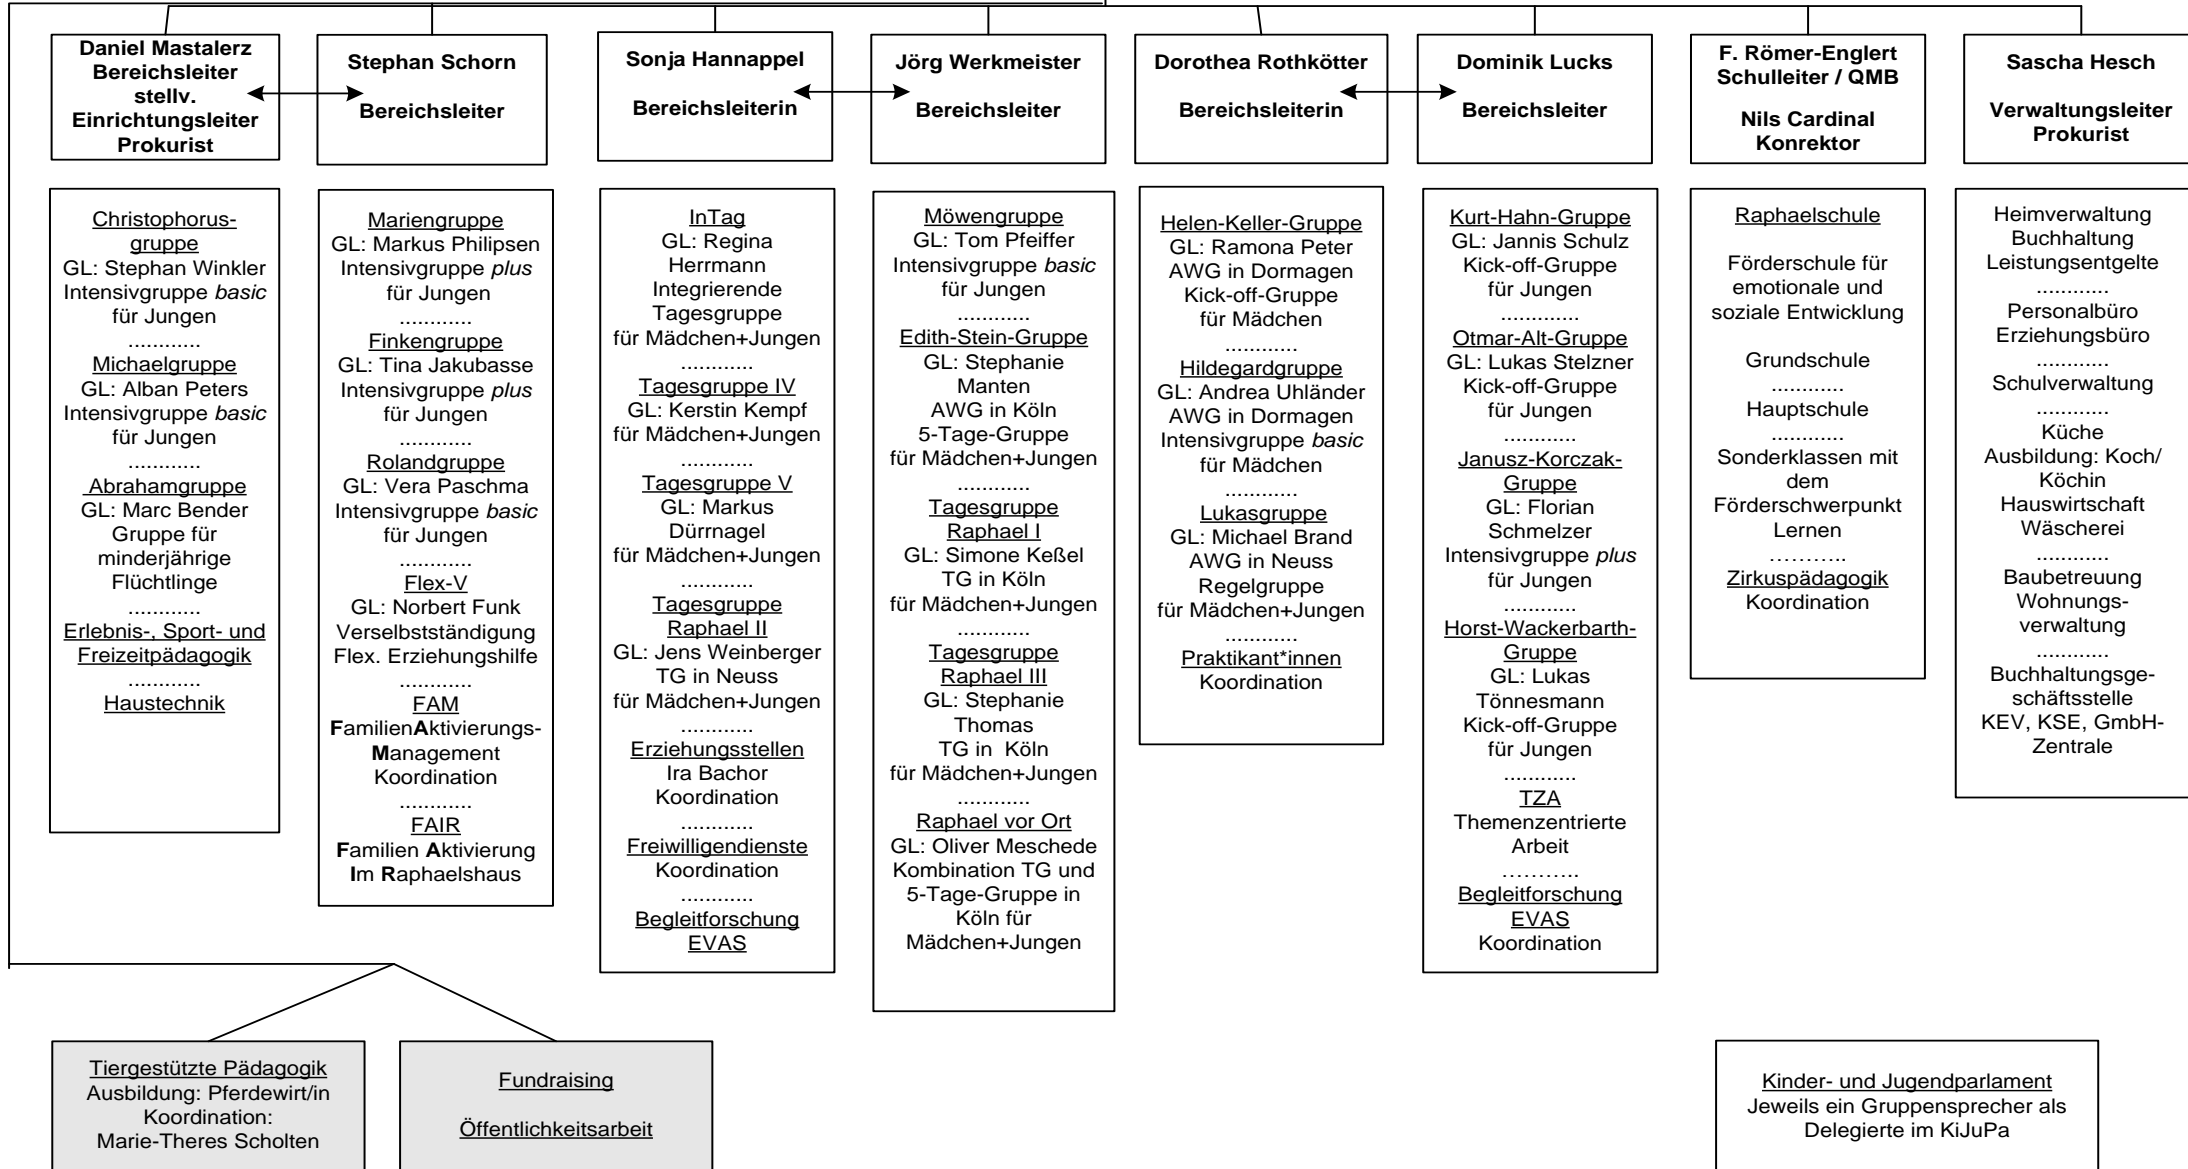 Daniel Mastalerz
Bereichsleiter
stellv.
Einrichtungsleiter
Prokurist
Stephan Schorn
Bereichsleiter
Sonja Hannappel
Bereichsleiterin
Jörg Werkmeister
Bereichsleiter
Dorothea Rothkötter
Bereichsleiterin
Dominik Lucks
Bereichsleiter
F. Römer-Englert
Schulleiter / QMB
Nils Cardinal
Konrektor
Sascha Hesch
Verwaltungsleiter
Prokurist
Christophorus-
gruppe
GL: Stephan Winkler
Intensivgruppe basic
für Jungen
............
Michaelgruppe
GL: Alban Peters
Intensivgruppe basic
für Jungen
............
Abrahamgruppe
GL: Marc Bender
Gruppe für
minderjährige
Flüchtlinge
............
Erlebnis-, Sport- und
Freizeitpädagogik
............
Haustechnik
Mariengruppe
GL: Markus Philipsen
Intensivgruppe plus
für Jungen
............
Finkengruppe
GL: Tina Jakubasse
Intensivgruppe plus
für Jungen
............
Rolandgruppe
GL: Vera Paschma
Intensivgruppe basic
für Jungen
............
Flex-V
GL: Norbert Funk
Verselbstständigung
Flex. Erziehungshilfe
............
FAM
FamilienAktivierungs-
Management
Koordination
............
FAIR
Familien Aktivierung
Im Raphaelshaus
InTag
GL: Regina
Herrmann
Integrierende
Tagesgruppe
für Mädchen+Jungen
............
Tagesgruppe IV
GL: Kerstin Kempf
für Mädchen+Jungen
............
Tagesgruppe V
GL: Markus
Dürrnagel
für Mädchen+Jungen
............
Tagesgruppe
Raphael II
GL: Jens Weinberger
TG in Neuss
für Mädchen+Jungen
............
Erziehungsstellen
Ira Bachor
Koordination
............
Freiwilligendienste
Koordination
............
Begleitforschung
EVAS
Möwengruppe
GL: Tom Pfeiffer
Intensivgruppe basic
für Jungen
............
Edith-Stein-Gruppe
GL: Stephanie
Manten
AWG in Köln
5-Tage-Gruppe
für Mädchen+Jungen
............
Tagesgruppe
Raphael I
GL: Simone Keßel
TG in Köln
für Mädchen+Jungen
............
Tagesgruppe
Raphael III
GL: Stephanie
Thomas
TG in Köln
für Mädchen+Jungen
............
Raphael vor Ort
GL: Oliver Meschede
Kombination TG und
5-Tage-Gruppe in
Köln für
Mädchen+Jungen
Helen-Keller-Gruppe
GL: Ramona Peter
AWG in Dormagen
Kick-off-Gruppe
für Mädchen
............
Hildegardgruppe
GL: Andrea Uhländer
AWG in Dormagen
Intensivgruppe basic
für Mädchen
............
Lukasgruppe
GL: Michael Brand
AWG in Neuss
Regelgruppe
für Mädchen+Jungen
............
Praktikant*innen
Koordination
Kurt-Hahn-Gruppe
GL: Jannis Schulz
Kick-off-Gruppe
für Jungen
.............
Otmar-Alt-Gruppe
GL: Lukas Stelzner
Kick-off-Gruppe
für Jungen
............
Janusz-Korczak-
Gruppe
GL: Florian
Schmelzer
Intensivgruppe plus
für Jungen
............
Horst-Wackerbarth-
Gruppe
GL: Lukas
Tönnesmann
Kick-off-Gruppe
für Jungen
............
TZA
Themenzentrierte
Arbeit
...........
Begleitforschung
EVAS
Koordination
Raphaelschule
Förderschule für
emotionale und
soziale Entwicklung
Grundschule
...........
Hauptschule
............
Sonderklassen mit
dem
Förderschwerpunkt
Lernen
...........
Zirkuspädagogik
Koordination
Heimverwaltung
Buchhaltung
Leistungsentgelte
............
Personalbüro
Erziehungsbüro
............
Schulverwaltung
............
Küche
Ausbildung: Koch/
Köchin
Hauswirtschaft
Wäscherei
............
Baubetreuung
Wohnungs-
verwaltung
............
Buchhaltungsge-
schäftsstelle
KEV, KSE, GmbH-
Zentrale
Tiergestützte Pädagogik
Ausbildung: Pferdewirt/in
Koordination:
Marie-Theres Scholten
Fundraising
Öffentlichkeitsarbeit
Kinder- und Jugendparlament
Jeweils ein Gruppensprecher als
Delegierte im KiJuPa